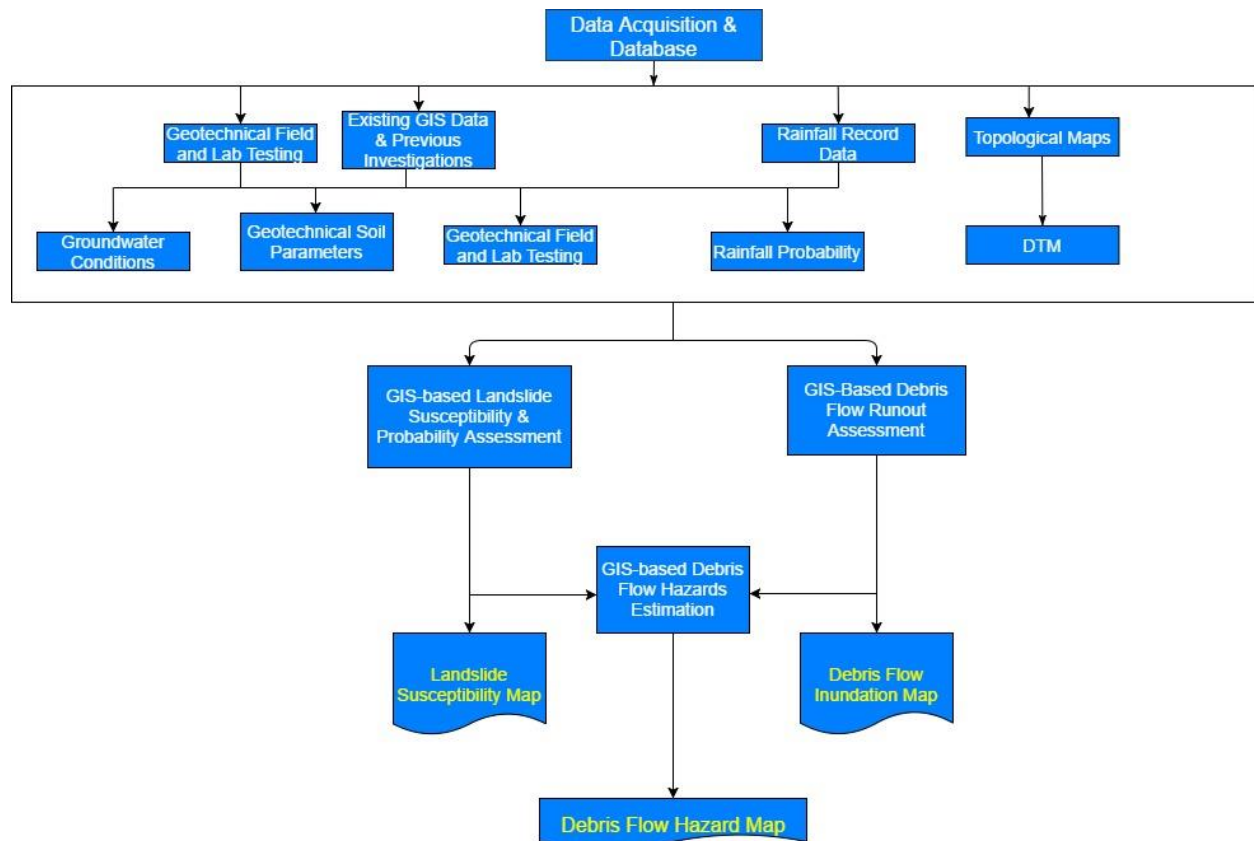 Data Acquisition &
Database
Geotechnical Field
and Lab Testing
Existing GIS Data
& Previous
Investigations
Rainfall Record
Data
Topological Maps
Groundwater
Conditions
Geotechnical Soil
Parameters
Geotechnical Field
and Lab Testing
Rainfall Probability
DTM
GIS-based Landslide
Susceptibility &
Probability Assessment
GIS-Based Debris
Flow Runout
Assessment
GIS-based Debris
Flow Hazards
Estimation
Landslide
Susceptibility Map
Debris Flow
Inundation Map
Debris Flow Hazard Map